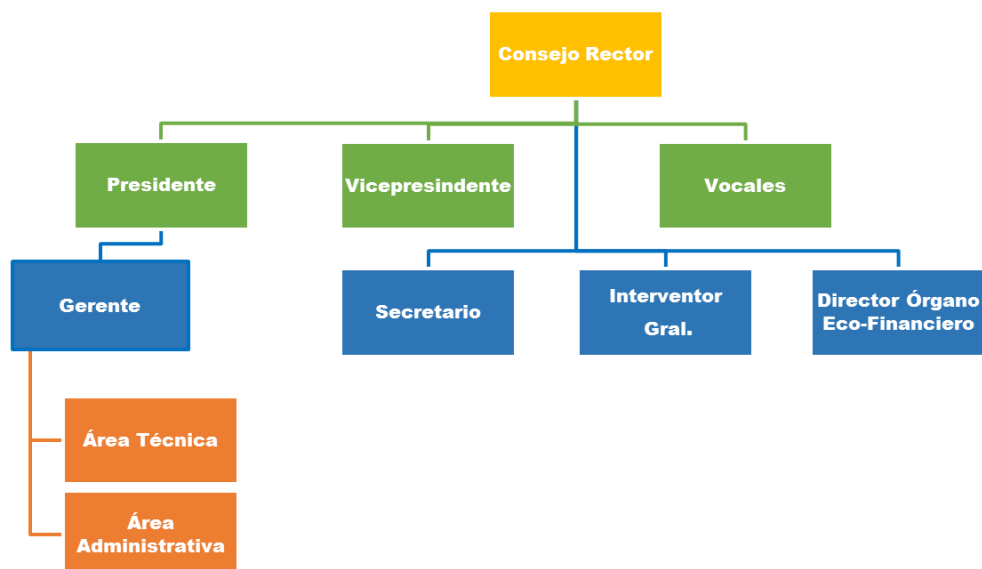 Consejo Rector
Presidente
Vicepresindente
Vocales
Gerente
Secretario
Interventor
Gral.
Director Órgano
Eco-Financiero
Área Técnica
Área
Administrativa